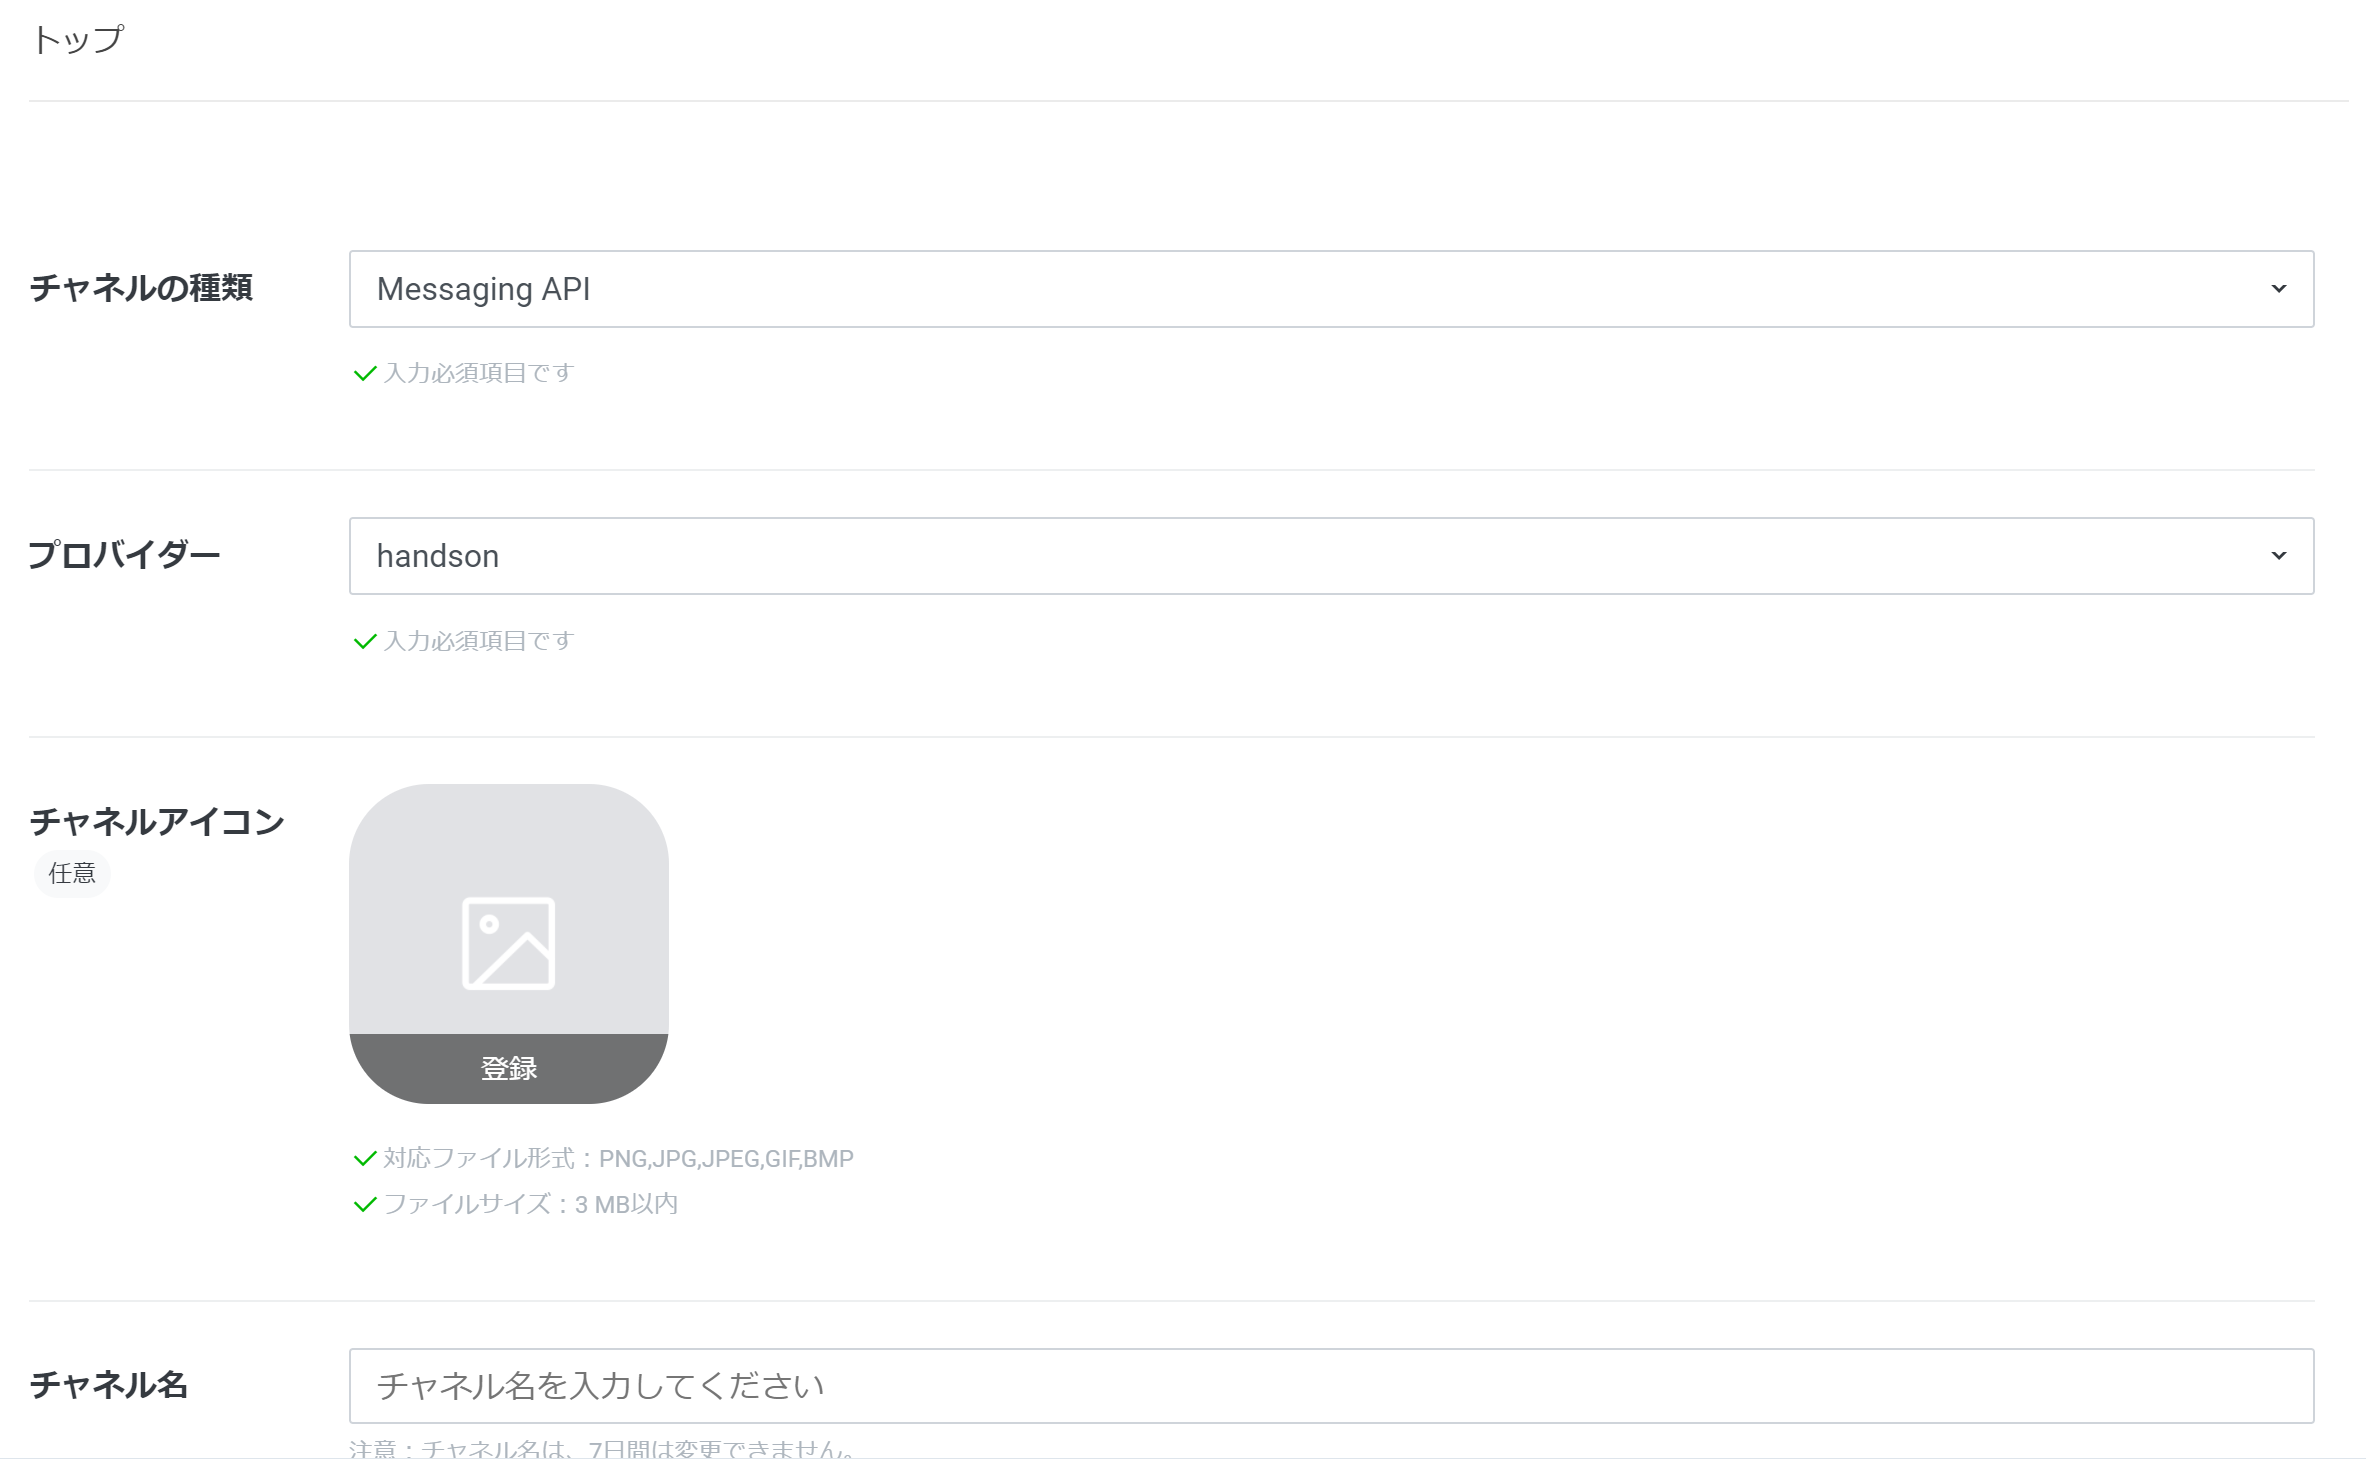 トップ
チャネルの種類
Messaging API
入力必須項目です
プロバイダー
handson
入力必須項目です
チャネルアイコン
任意
登録
対応ファイル形式：PNG,JPG,JPEG,GIF,BMP
ファイルサイズ：3 MB以内
チャネル名
チャネル名を入力してください
注意：チャネル名は、7日間は変更できません。